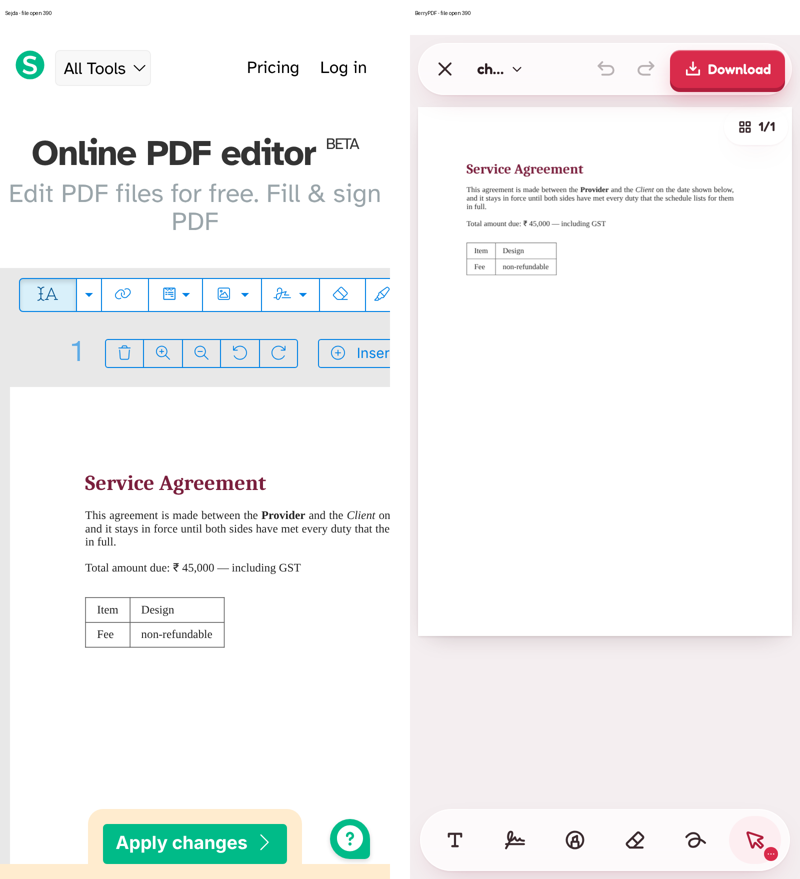 Sejda - file open 390
S
All Tools
Pricing
Log in
Online PDF editor BETA
Edit PDF files for free. Fill & sign
PDF
A
1
Inser
Service Agreement
This agreement is made between the Provider and the Client on
and it stays in force until both sides have met every duty that the
in full.
Total amount due: ₹ 45,000 — including GST
Item Design
Fee non-refundable
Apply changes
?
BerryPDF - file open 390
ch...
Download
1/1
Service Agreement
This agreement is made between the Provider and the Client on the date shown below,
and it stays in force until both sides have met every duty that the schedule lists for them
in full.
Total amount due: ₹ 45,000 — including GST
Item Design
Fee non-refundable
T